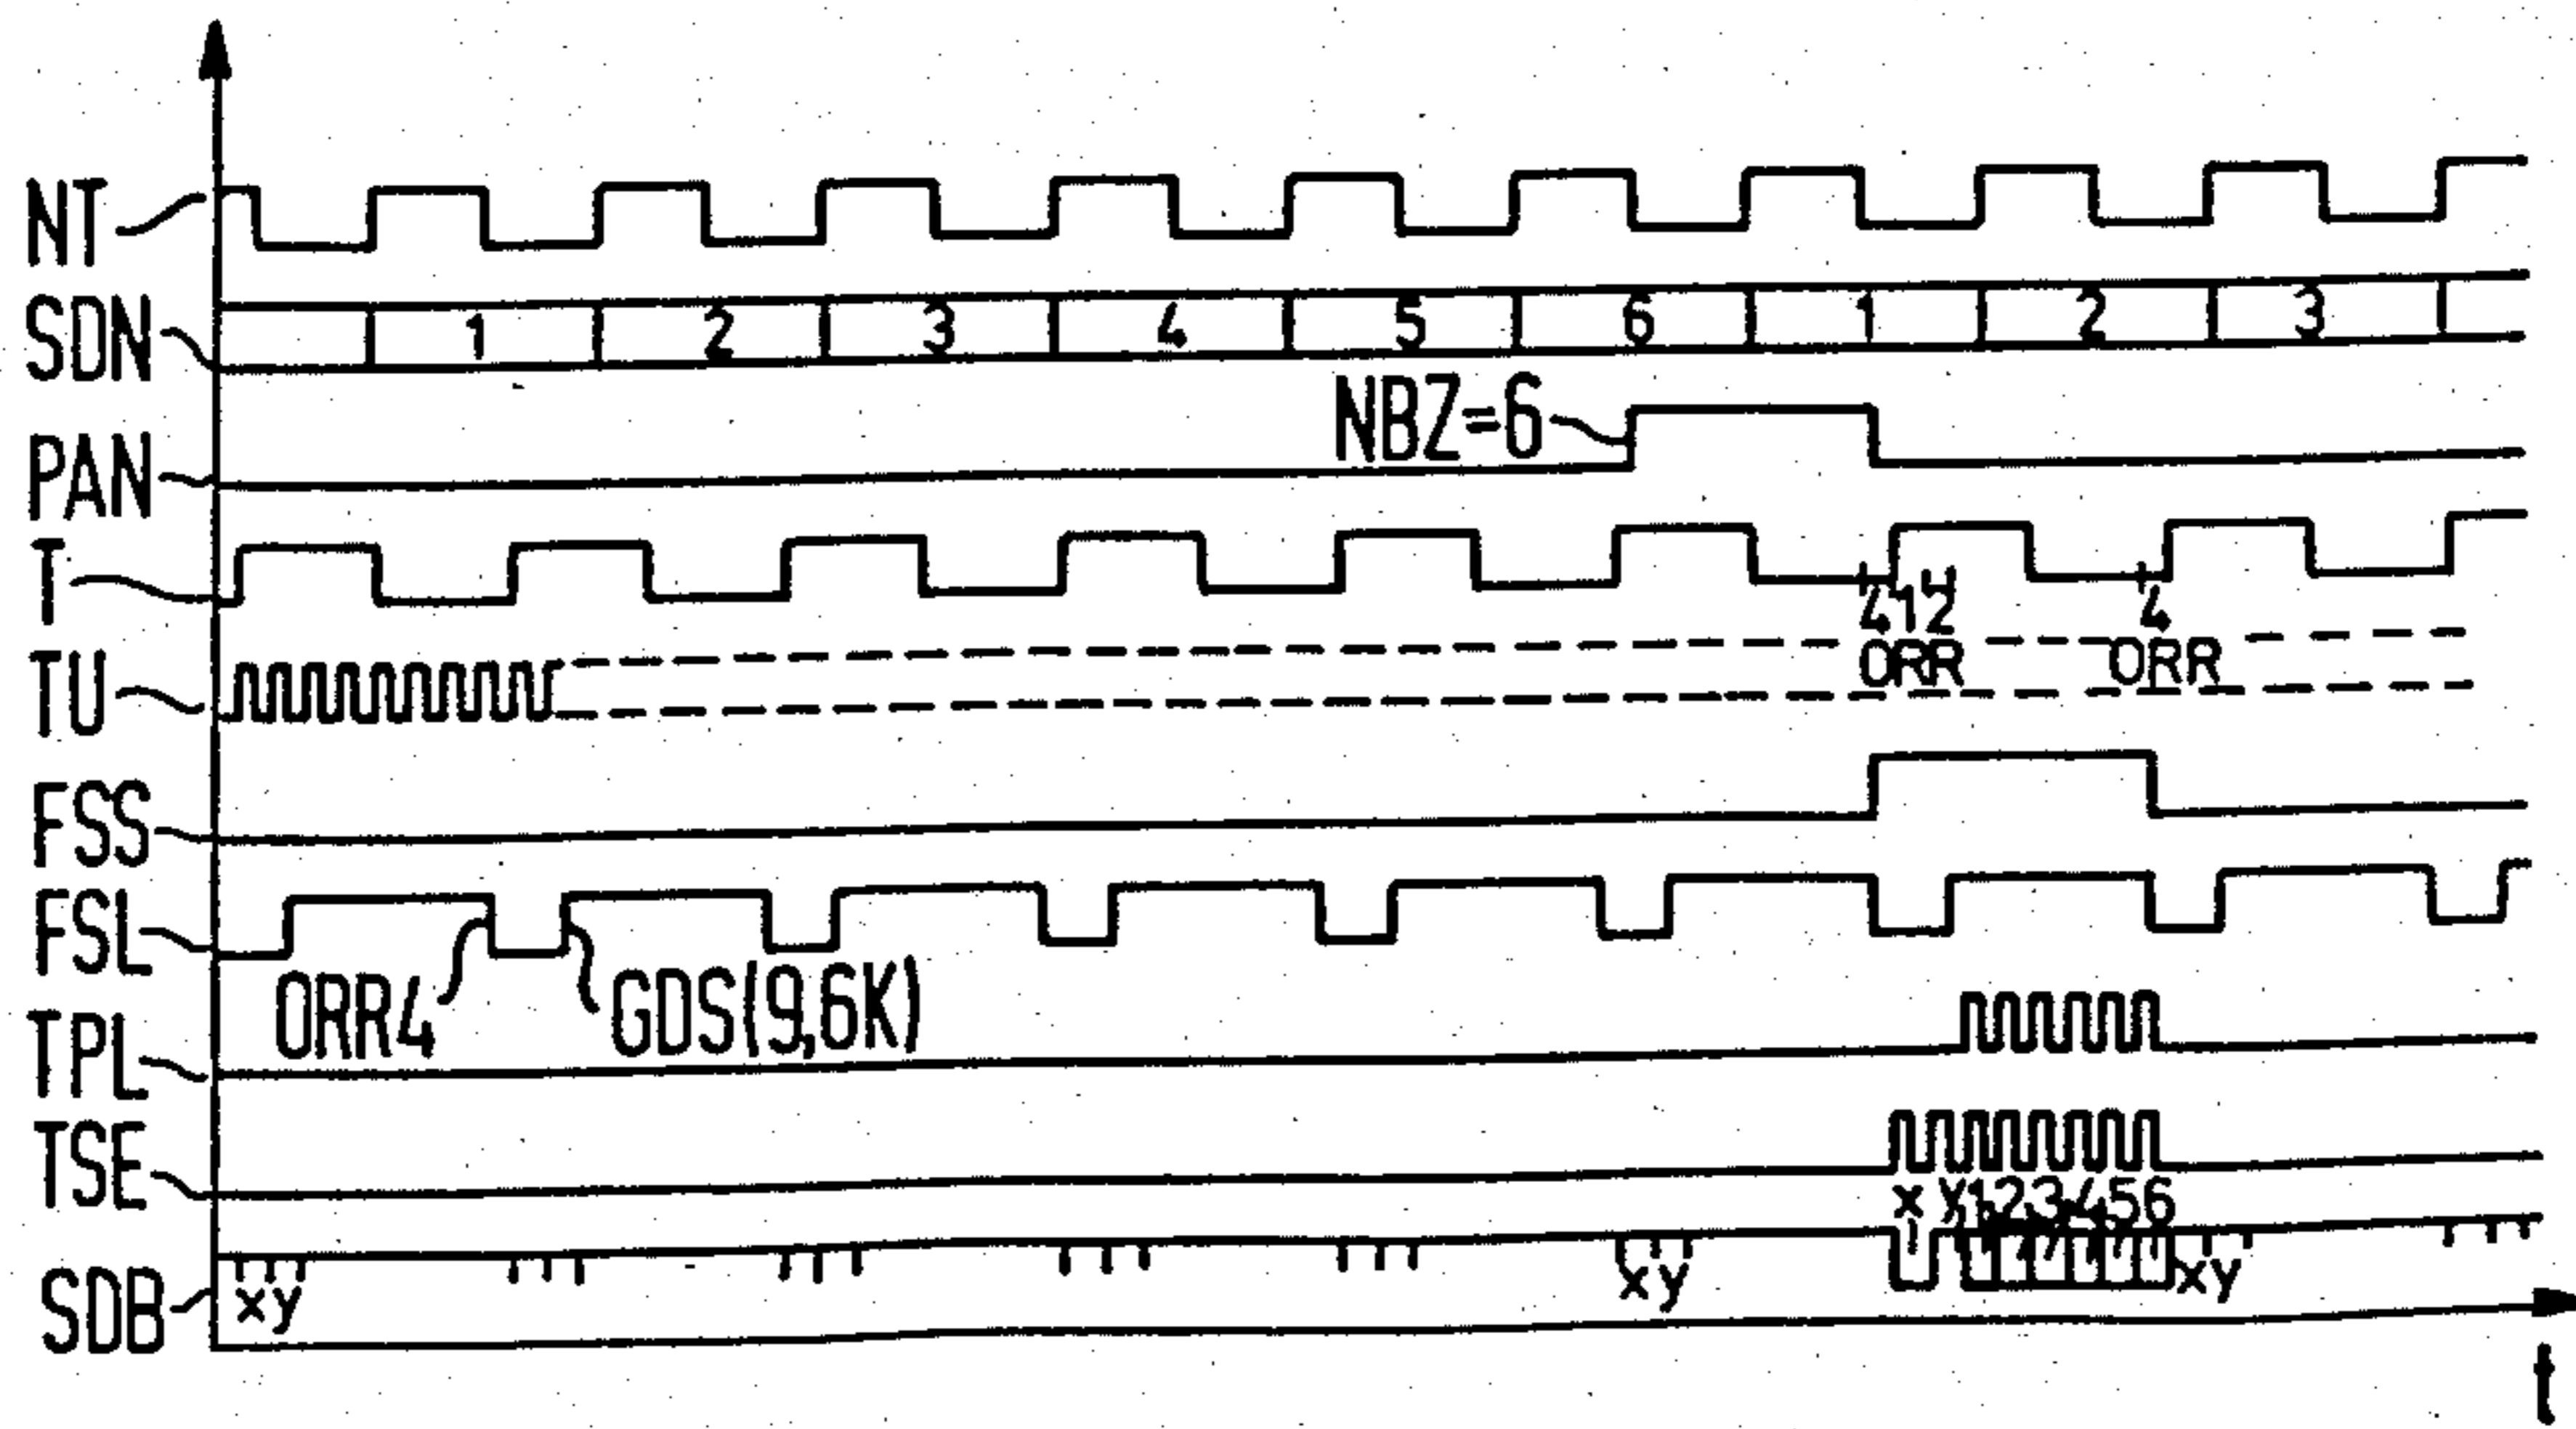 NT
SDN 1 2 3 4 5 6 1 2 3
NBZ=6
PAN
T
412 4
ORR ORR
TU
FSS
FSL
ORR4 GDS(9,6K)
TPL
TSE
x y123456
xy xy xy
SDB
t